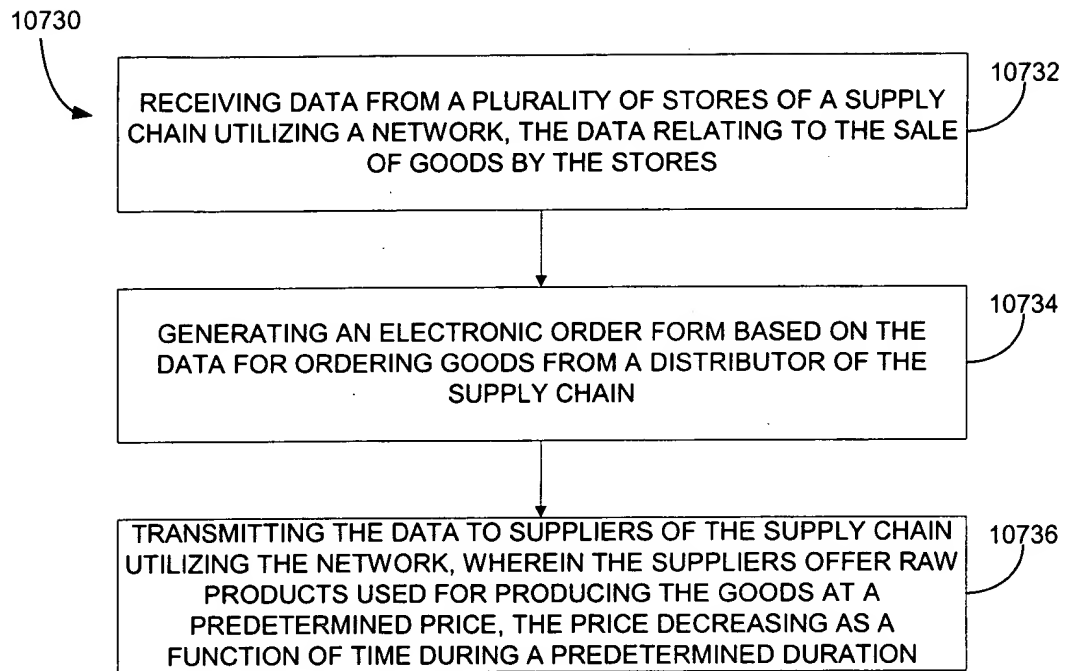 10730
10732
RECEIVING DATA FROM A PLURALITY OF STORES OF A SUPPLY
CHAIN UTILIZING A NETWORK, THE DATA RELATING TO THE SALE
OF GOODS BY THE STORES
10734
GENERATING AN ELECTRONIC ORDER FORM BASED ON THE
DATA FOR ORDERING GOODS FROM A DISTRIBUTOR OF THE
SUPPLY CHAIN
10736
TRANSMITTING THE DATA TO SUPPLIERS OF THE SUPPLY CHAIN
UTILIZING THE NETWORK, WHEREIN THE SUPPLIERS OFFER RAW
PRODUCTS USED FOR PRODUCING THE GOODS AT A
PREDETERMINED PRICE, THE PRICE DECREASING AS A
FUNCTION OF TIME DURING A PREDETERMINED DURATION